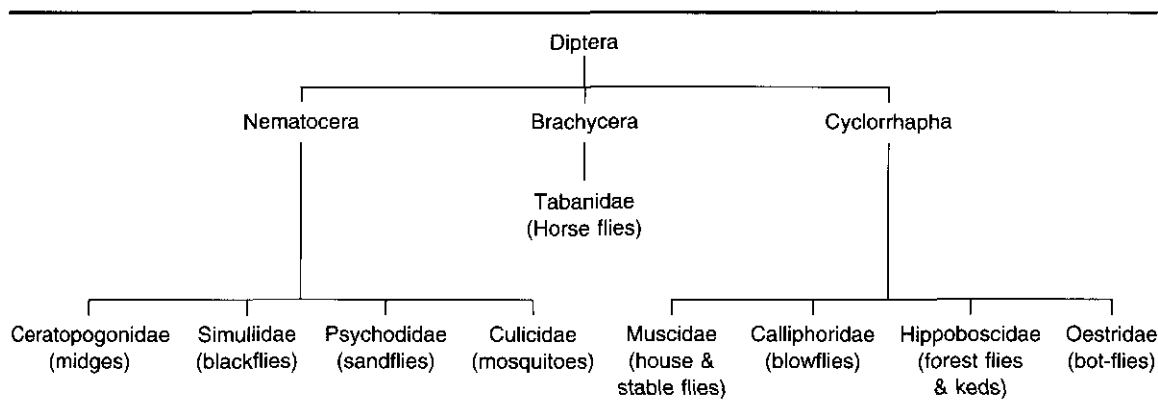 Diptera
Nematocera Brachycera Cyclorrhapha
Tabanidae
(Horse flies)
Ceratopogonidae Simuliidae Psychodidae Culicidae Muscidae Calliphoridae Hippoboscidae Oestridae
(midges) (blackflies) (sandflies) (mosquitoes) (house & (blowflies) (forest flies (bot-flies)
stable flies) & keds)